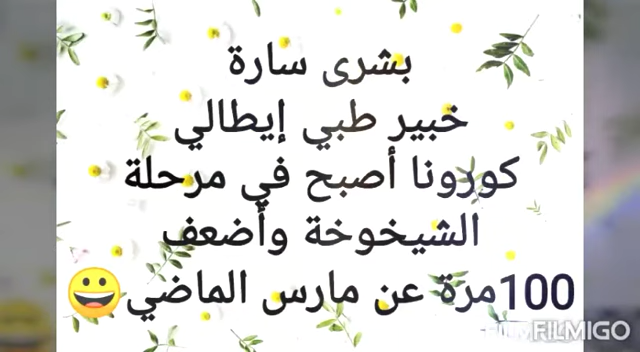 بشرى سارة
خبير طبي إيطالي
كورونا أصبح في مرحلة
الشيخوخة وأضعف
100مرة عن مارس الماضي😀
FILMIGO